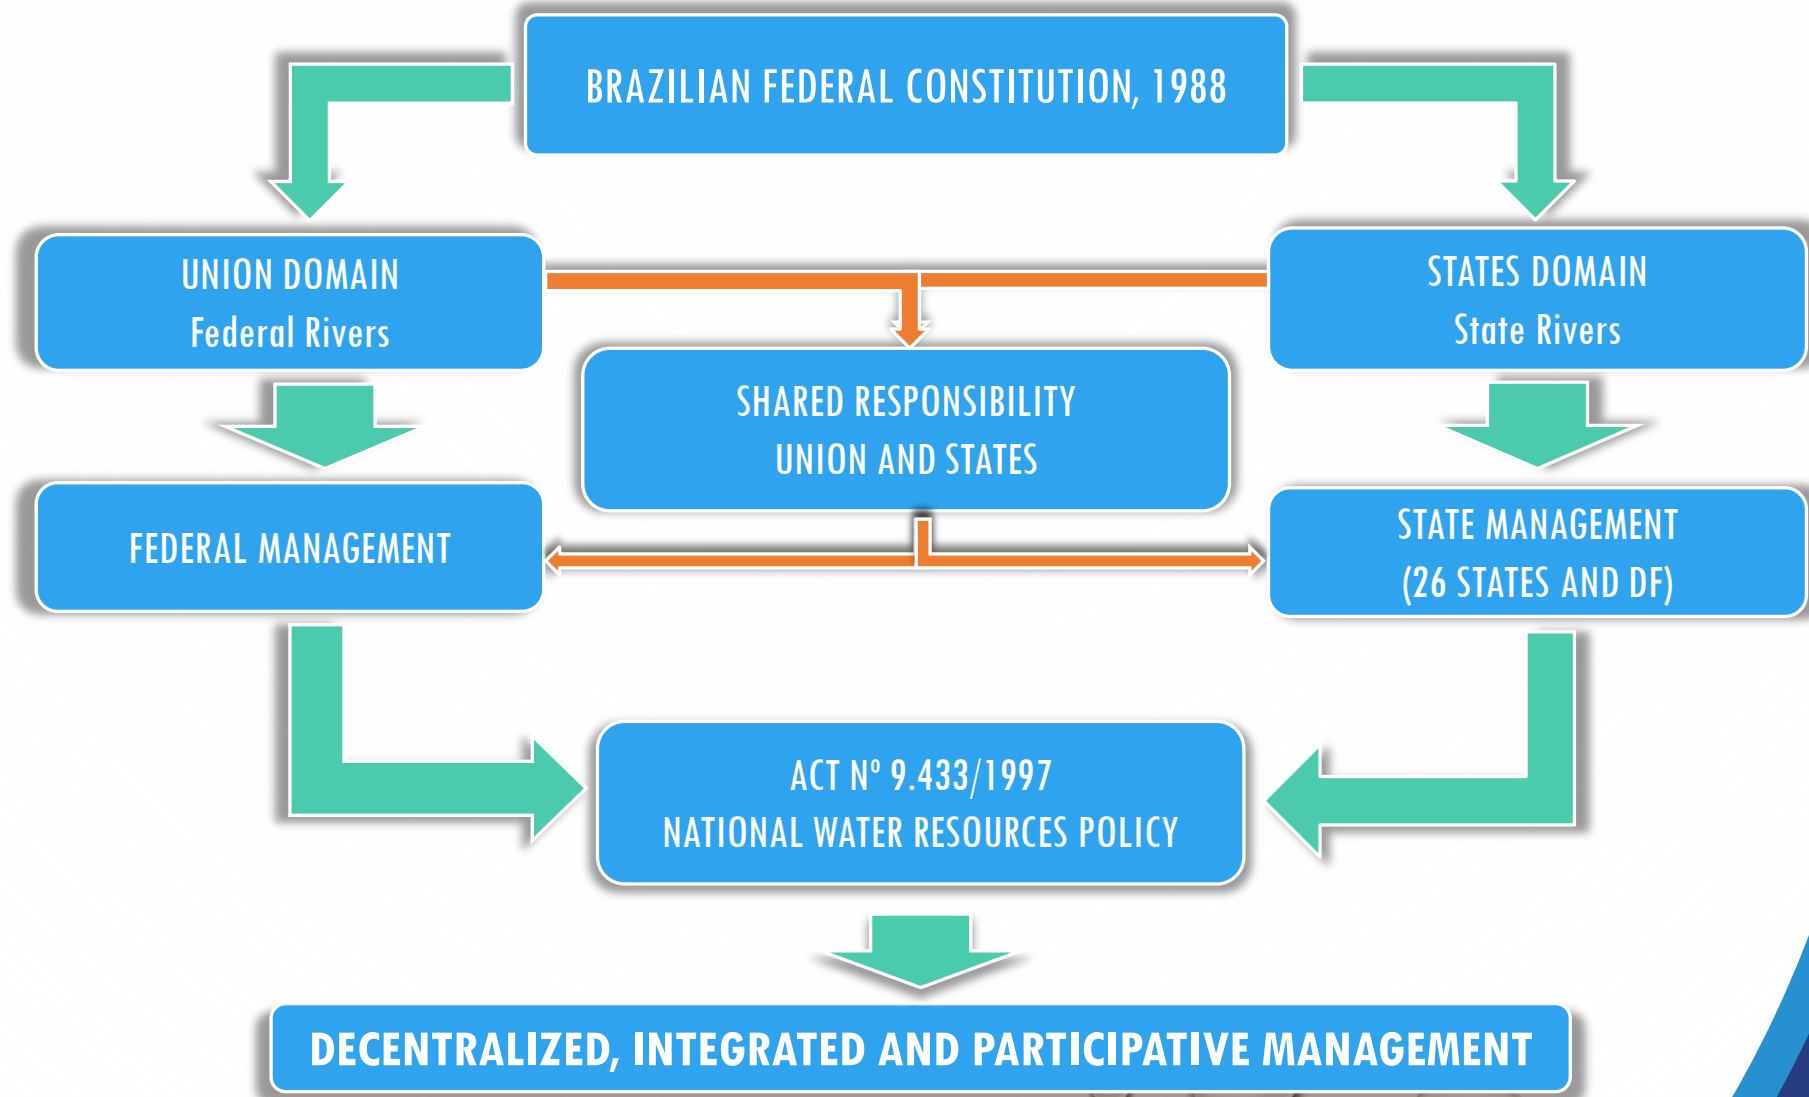 BRAZILIAN FEDERAL CONSTITUTION, 1988
UNION DOMAIN
Federal Rivers
STATES DOMAIN
State Rivers
SHARED RESPONSIBILITY
UNION AND STATES
FEDERAL MANAGEMENT
STATE MANAGEMENT
(26 STATES AND DF)
ACT Nº 9.433/1997
NATIONAL WATER RESOURCES POLICY
DECENTRALIZED, INTEGRATED AND PARTICIPATIVE MANAGEMENT